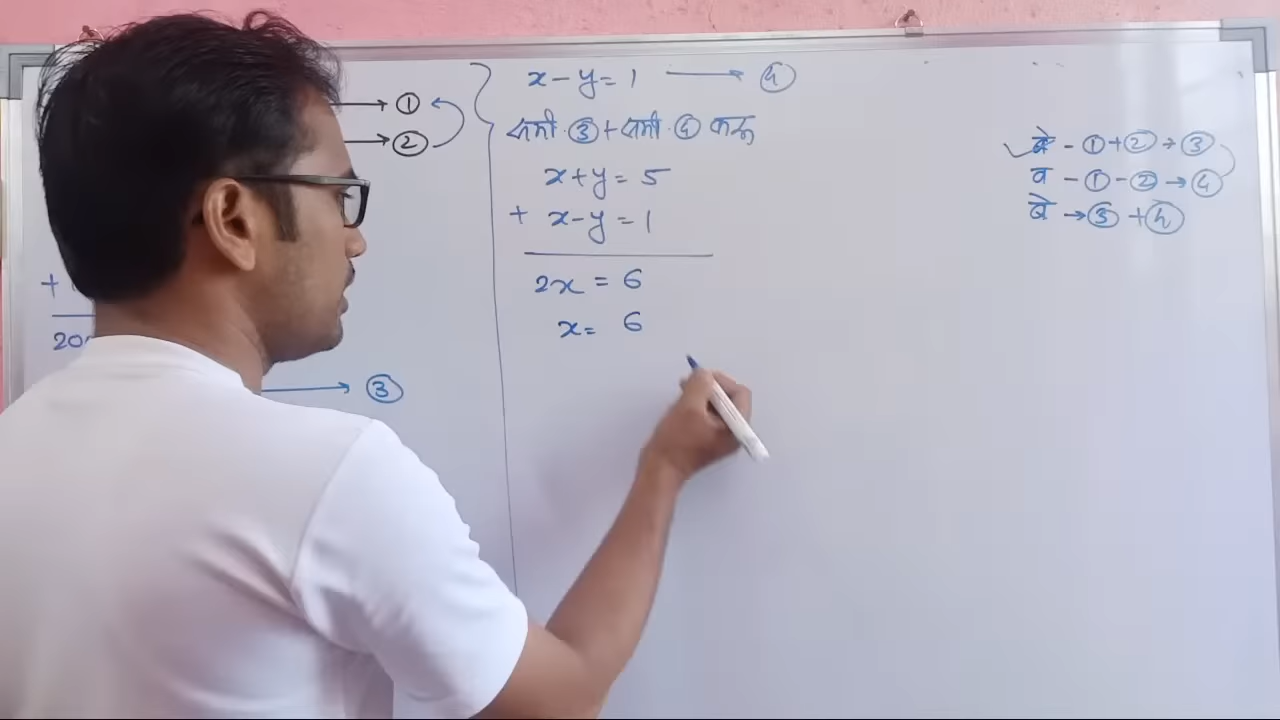 ①
②
+
20
③
x - y = 1 → ④
समी. ③ + समी. ④ करू
x + y = 5
+ x - y = 1
2x = 6
x = 6
बे - ① + ② → ③
व - ① - ② → ④
बे → ③ + ④